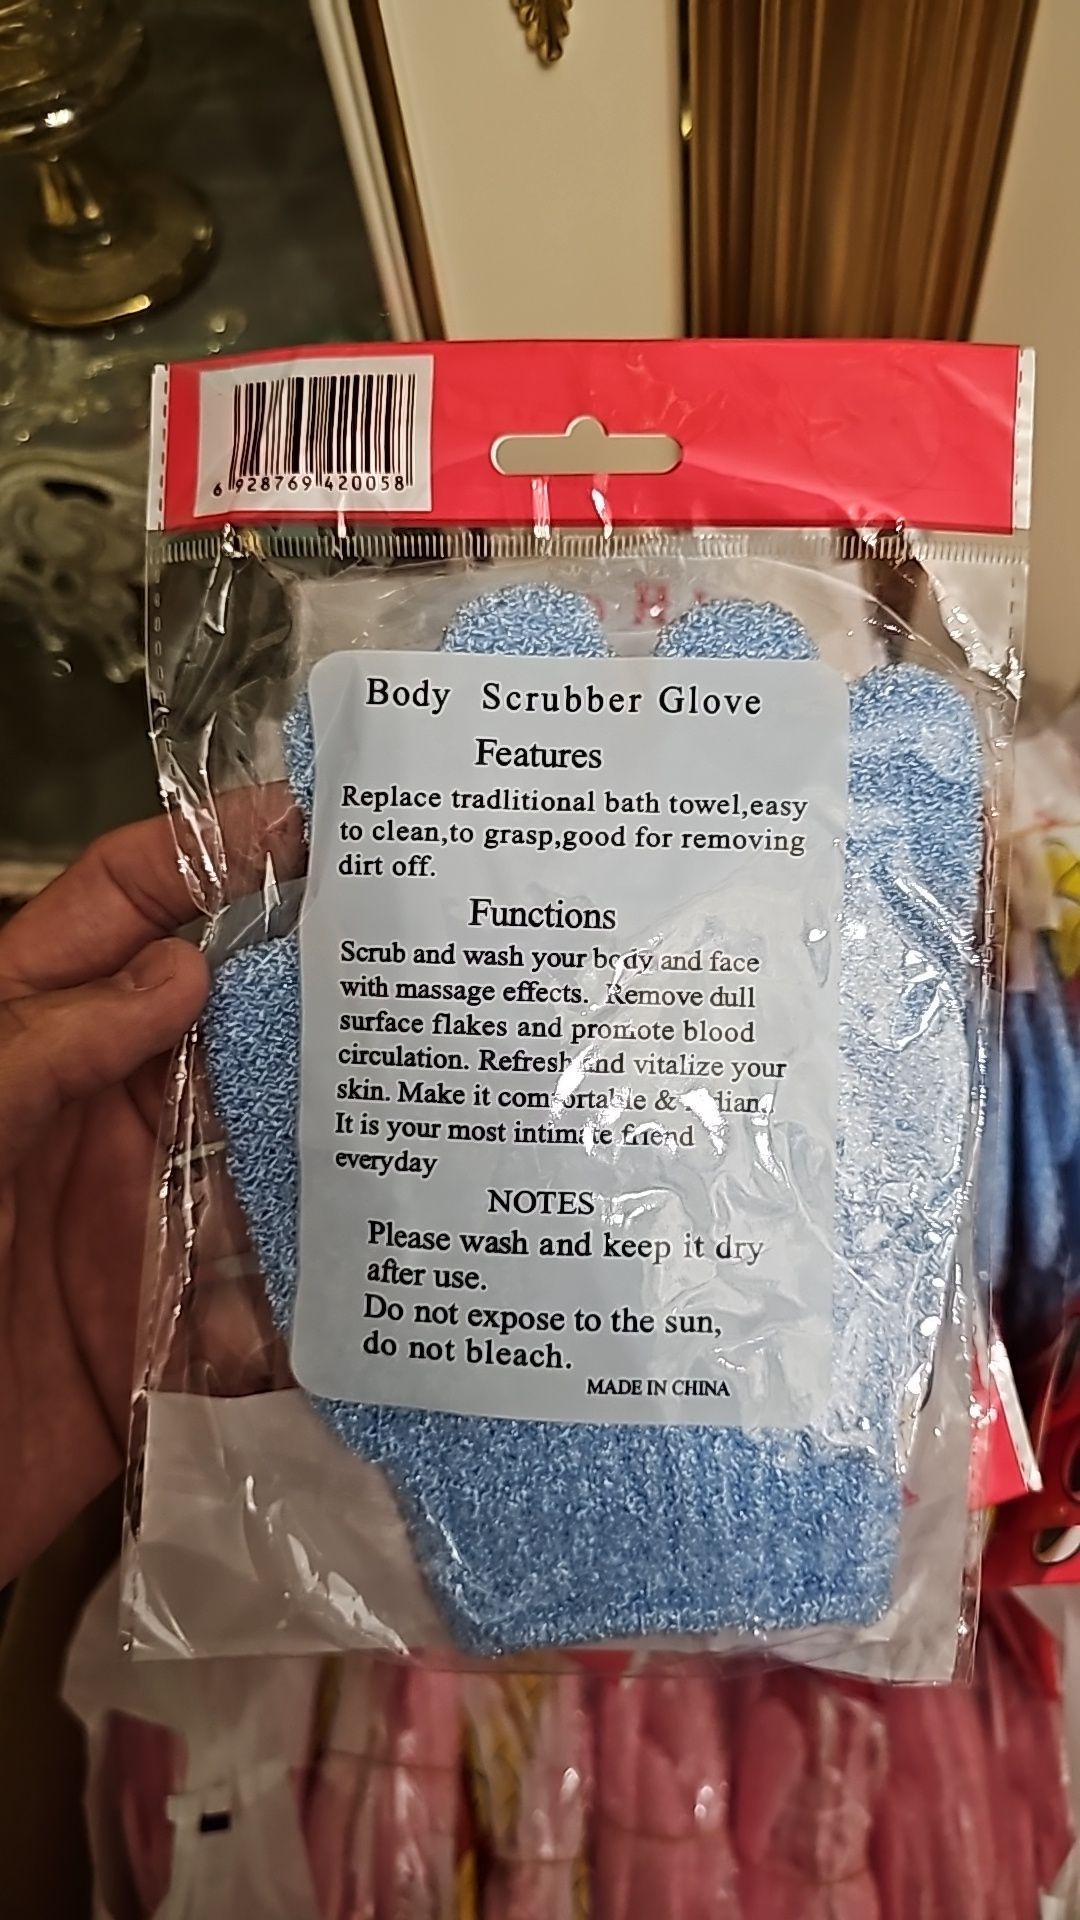 6 928769 420058
Body Scrubber Glove
Features
Replace tradlitional bath towel,easy
to clean,to grasp,good for removing
dirt off.
Functions
Scrub and wash your body and face
with massage effects. Remove dull
surface flakes and promote blood
circulation. Refresh and vitalize your
skin. Make it comfortable &
It is your most intimate friend
everyday
NOTES
Please wash and keep it dry
after use.
Do not expose to the sun,
do not bleach.
MADE IN CHINA